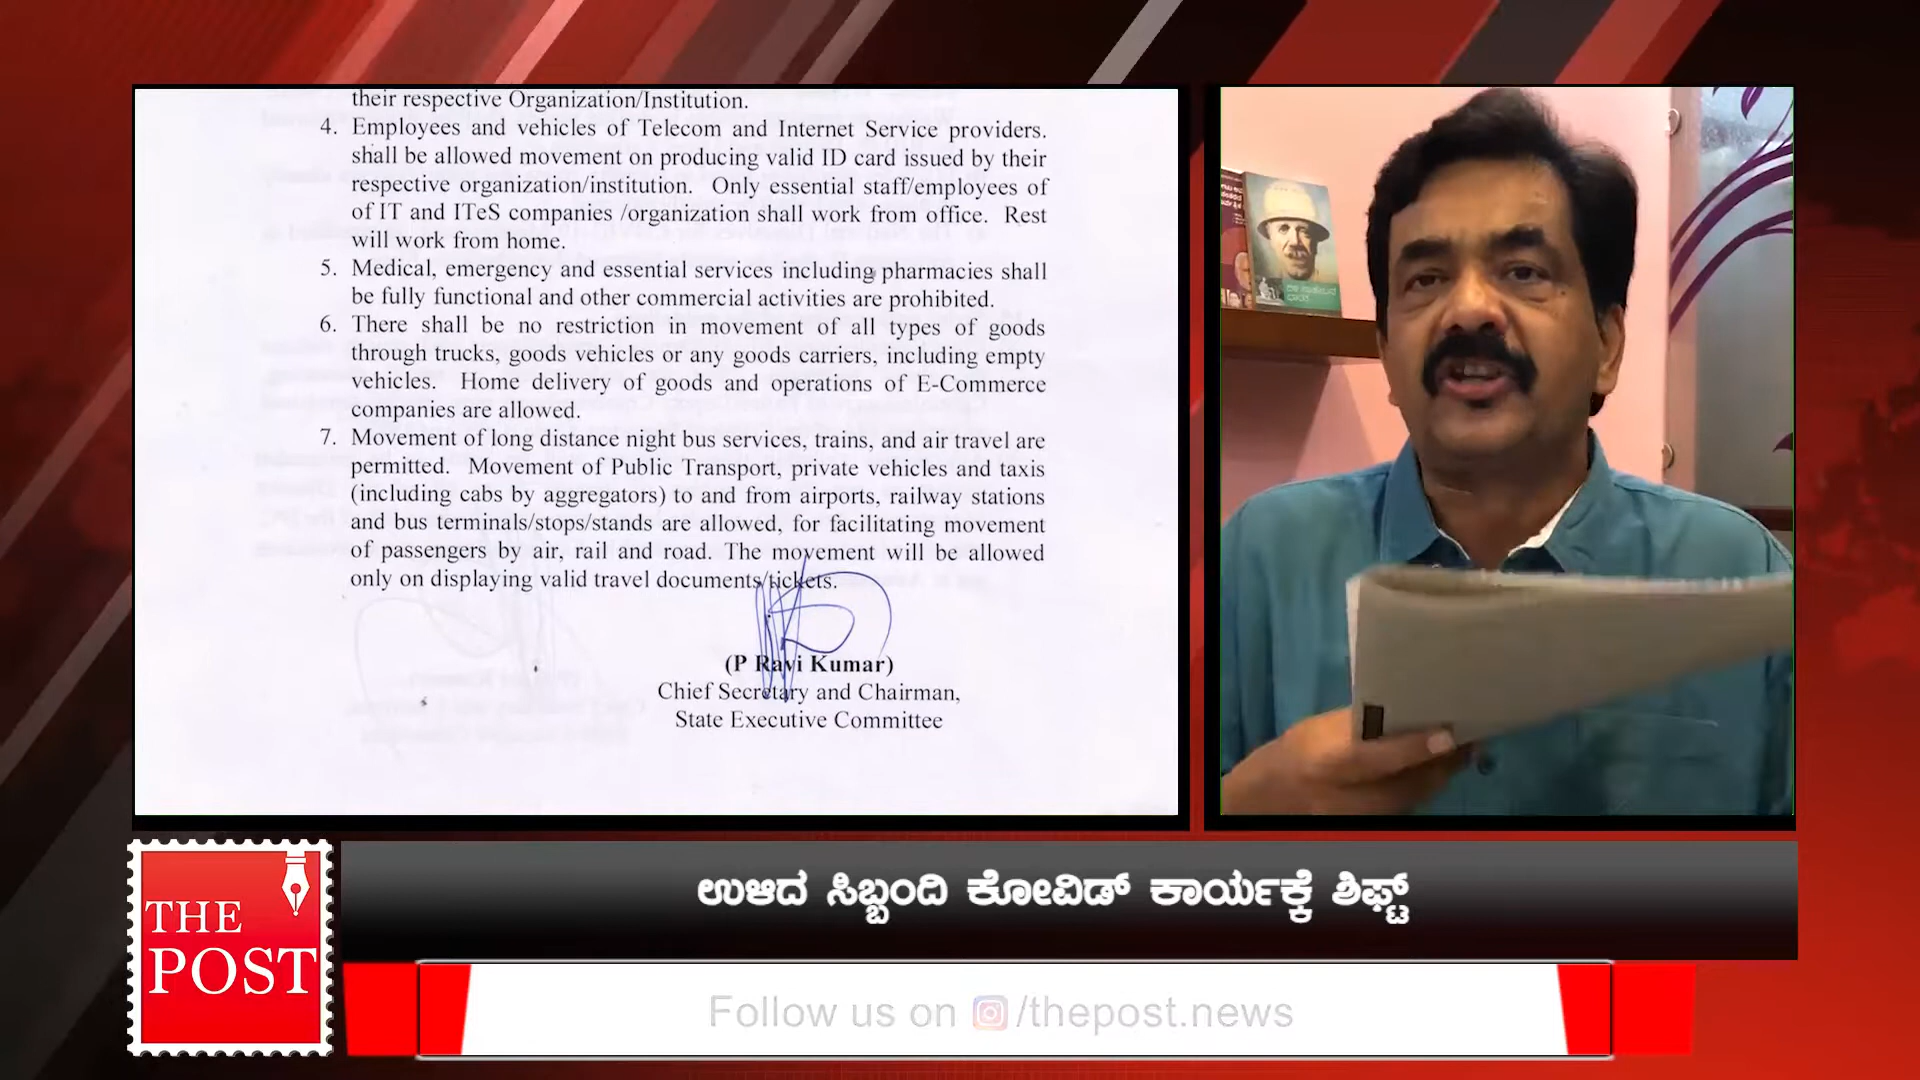 their respective Organization/Institution.
4. Employees and vehicles of Telecom and Internet Service providers.
shall be allowed movement on producing valid ID card issued by their
respective organization/institution. Only essential staff/employees of
of IT and ITeS companies /organization shall work from office. Rest
will work from home.
5. Medical, emergency and essential services including pharmacies shall
be fully functional and other commercial activities are prohibited.
6. There shall be no restriction in movement of all types of goods
through trucks, goods vehicles or any goods carriers, including empty
vehicles. Home delivery of goods and operations of E-Commerce
companies are allowed.
7. Movement of long distance night bus services, trains, and air travel are
permitted. Movement of Public Transport, private vehicles and taxis
(including cabs by aggregators) to and from airports, railway stations
and bus terminals/stops/stands are allowed, for facilitating movement
of passengers by air, rail and road. The movement will be allowed
only on displaying valid travel documents/tickets.
(P Ravi Kumar)
Chief Secretary and Chairman,
State Executive Committee
ಉಳಿದ ಸಿಬ್ಬಂದಿ ಕೋವಿಡ್ ಕಾರ್ಯಕ್ಕೆ ಶಿಫ್ಟ್
THE
POST
Follow us on /thepost.news